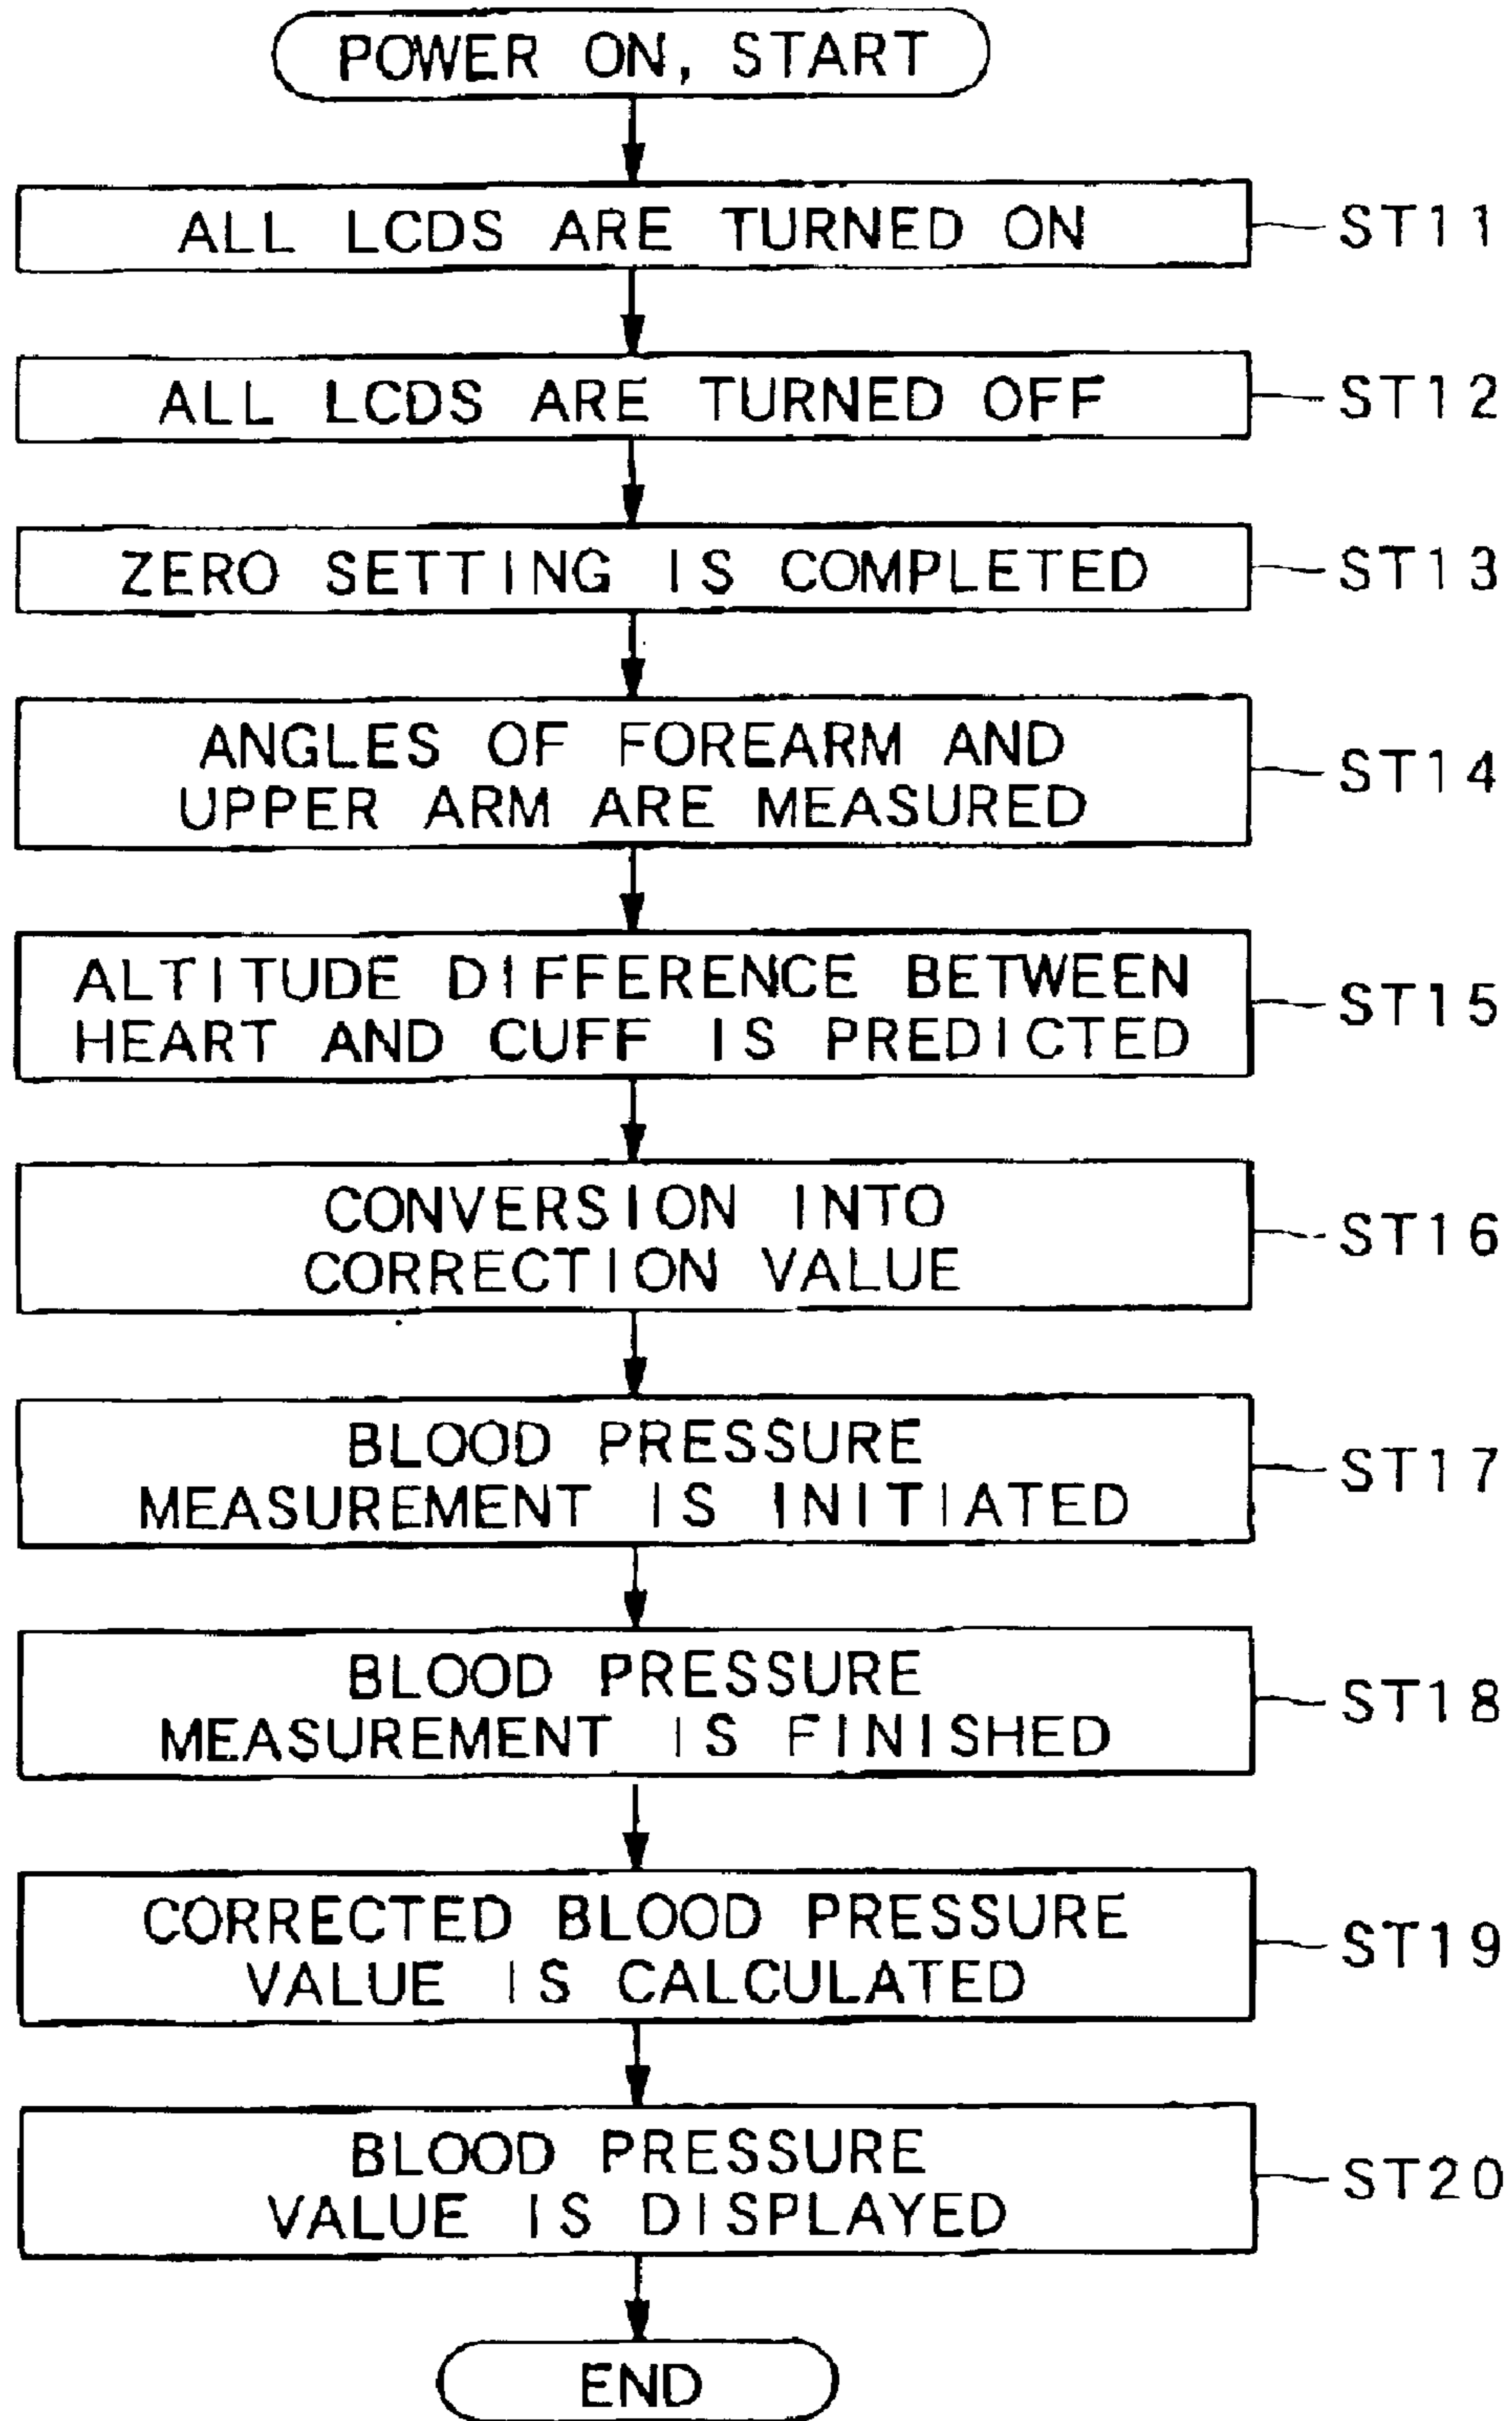 POWER ON, START
ALL LCDS ARE TURNED ON
ST11
ALL LCDS ARE TURNED OFF
ST12
ZERO SETTING IS COMPLETED
ST13
ANGLES OF FOREARM AND
UPPER ARM ARE MEASURED
ST14
ALTITUDE DIFFERENCE BETWEEN
HEART AND CUFF IS PREDICTED
ST15
CONVERSION INTO
CORRECTION VALUE
ST16
BLOOD PRESSURE
MEASUREMENT IS INITIATED
ST17
BLOOD PRESSURE
MEASUREMENT IS FINISHED
ST18
CORRECTED BLOOD PRESSURE
VALUE IS CALCULATED
ST19
BLOOD PRESSURE
VALUE IS DISPLAYED
ST20
END